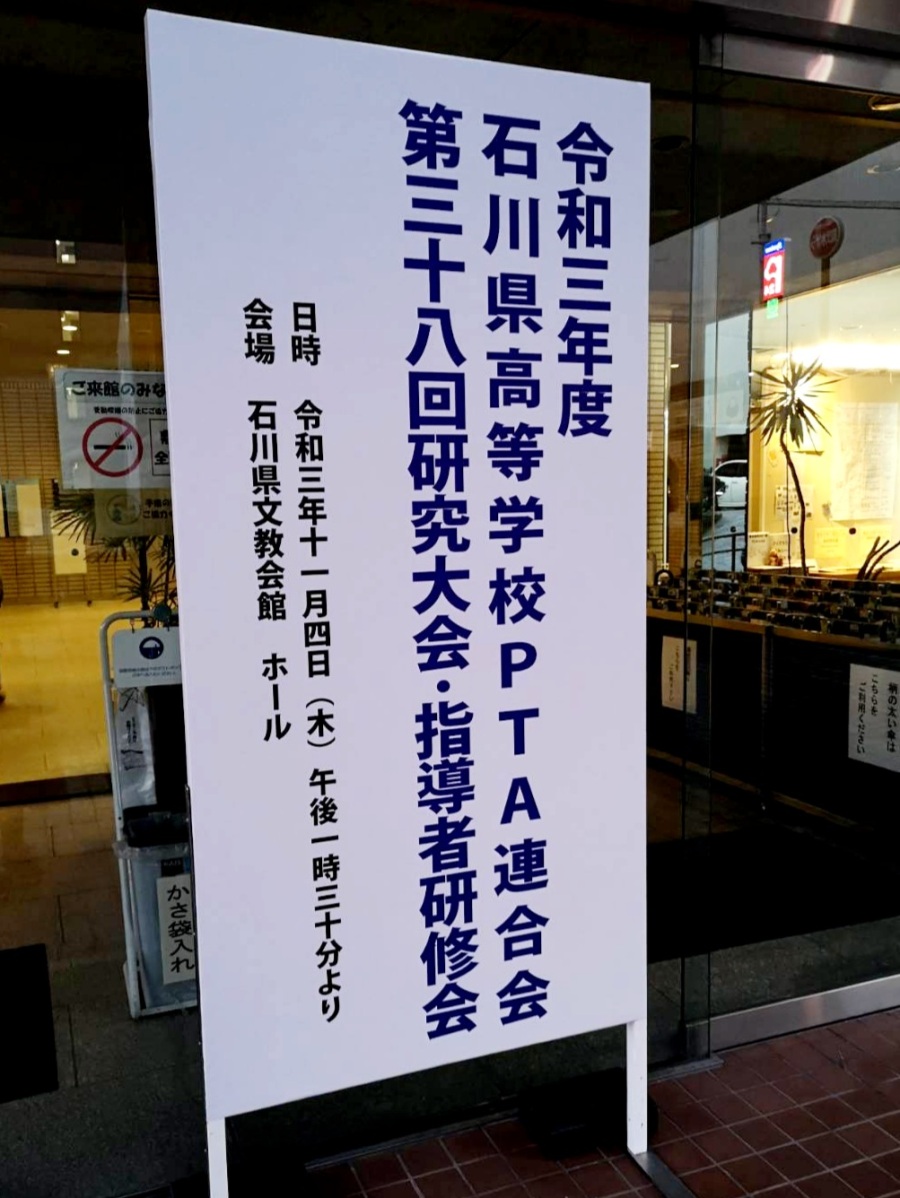 令和三年度
石川県高等学校PTA連合会
第三十八回研究大会・指導者研修会
日時　令和三年十一月四日（木）午後一時三十分より
会場　石川県文教会館　ホール
ご来館のみな
かさ袋入れ
柄の太い傘は
こちらを
ご利用ください